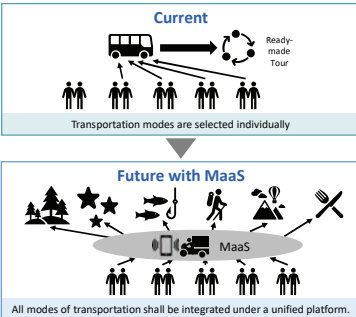 Current
Ready-
made
Tour
Transportation modes are selected individually
Future with MaaS
MaaS
All modes of transportation shall be integrated under a unified platform.